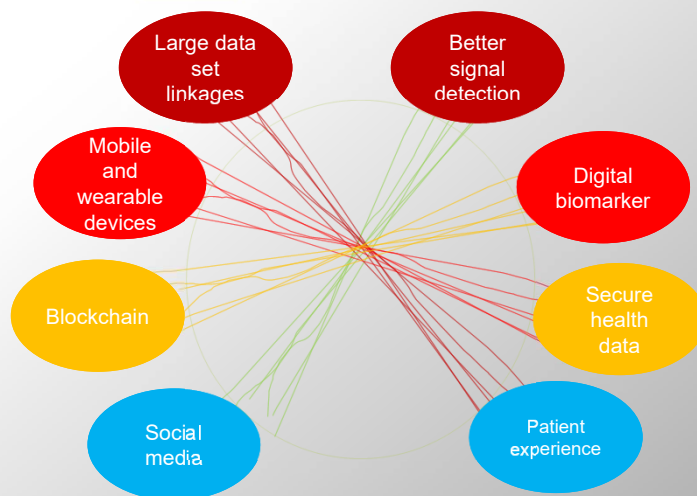 Large data
set
linkages
Better
signal
detection
Mobile
and
wearable
devices
Digital
biomarker
Blockchain
Secure
health
data
Social
media
Patient
experience